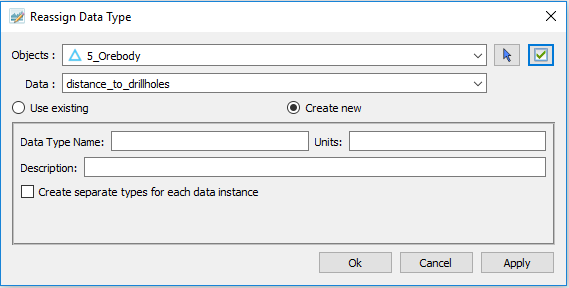 Reassign Data Type
Objects : 5_Orebody
Data : distance_to_drillholes
Use existing Create new
Data Type Name: Units:
Description:
Create separate types for each data instance
Ok Cancel Apply